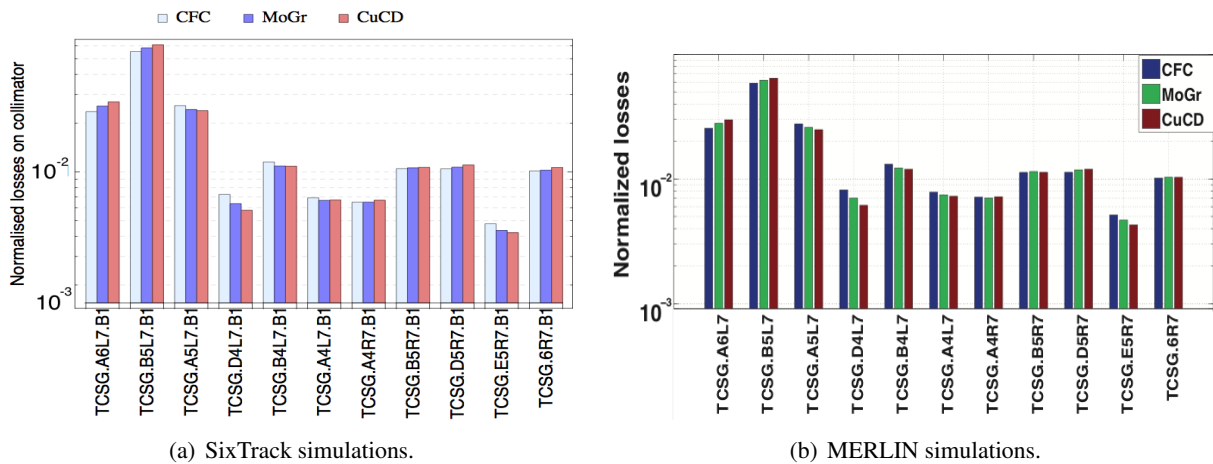 CFC MoGr CuCD
Normalised losses on collimator
10-2
10-3
TCSG.A6L7.B1
TCSG.B5L7.B1
TCSG.A5L7.B1
TCSG.D4L7.B1
TCSG.B4L7.B1
TCSG.A4L7.B1
TCSG.A4R7.B1
TCSG.B5R7.B1
TCSG.D5R7.B1
TCSG.E5R7.B1
TCSG.6R7.B1
(a) SixTrack simulations.
CFC
MoGr
CuCD
Normalized losses
10−2
10−3
TCSG.A6L7
TCSG.B5L7
TCSG.A5L7
TCSG.D4L7
TCSG.B4L7
TCSG.A4L7
TCSG.A4R7
TCSG.B5R7
TCSG.D5R7
TCSG.E5R7
TCSG.6R7
(b) MERLIN simulations.